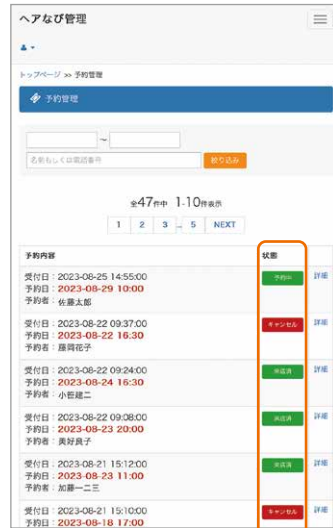 ヘアなび管理
トップページ >> 予約管理
予約管理
～
名前もしくは電話番号 絞り込み
全47件中 1-10件表示
1 2 3 ... 5 NEXT
予約内容 状態
受付日：2023-08-25 14:55:00 予約中 詳細
予約日：2023-08-29 10:00
予約者：佐藤太郎
受付日：2023-08-22 09:37:00 キャンセル 詳細
予約日：2023-08-22 16:30
予約者：藤岡花子
受付日：2023-08-22 09:24:00 来店済 詳細
予約日：2023-08-24 16:30
予約者：小笹建二
受付日：2023-08-22 09:08:00 来店済 詳細
予約日：2023-08-23 20:00
予約者：美好良子
受付日：2023-08-21 15:12:00 来店済 詳細
予約日：2023-08-23 11:00
予約者：加藤一二三
受付日：2023-08-21 15:10:00 キャンセル 詳細
予約日：2023-08-18 17:00